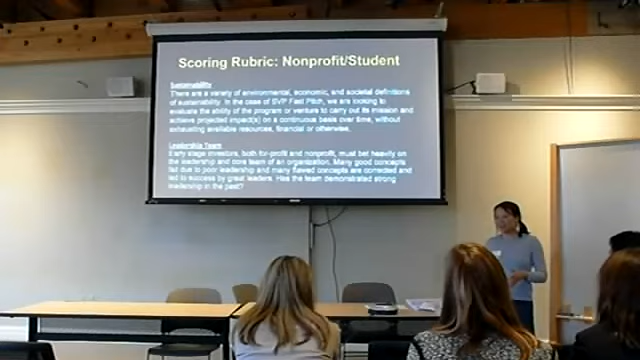 Scoring Rubric: Nonprofit/Student
Sustainability
There are a variety of environmental, economic, and societal definitions
of sustainability. In the case of SVP Fast Pitch, we are looking to
evaluate the ability of the program or venture to carry out its mission and
achieve projected impact(s) on a continuous basis over time, without
exhausting available resources, financial or otherwise.
Leadership Team
Early stage investors, both for-profit and nonprofit, must bet heavily on
the leadership and core team of an organization. Many good concepts
fail due to poor leadership and many flawed concepts are corrected and
led to success by great leaders. Has the team demonstrated strong
leadership in the past?